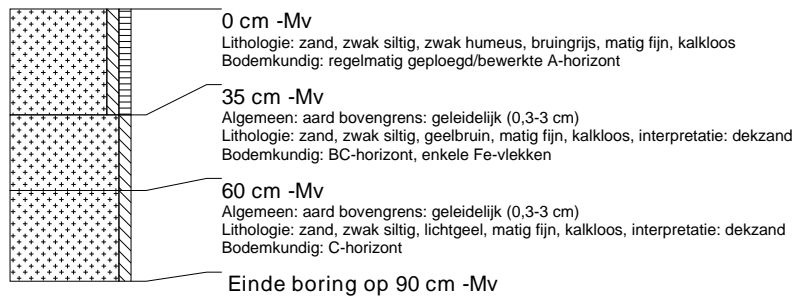 0 cm -Mv
Lithologie: zand, zwak siltig, zwak humeus, bruingrijs, matig fijn, kalkloos
Bodemkundig: regelmatig geploegd/bewerkte A-horizont
35 cm -Mv
Algemeen: aard bovengrens: geleidelijk (0,3-3 cm)
Lithologie: zand, zwak siltig, geelbruin, matig fijn, kalkloos, interpretatie: dekzand
Bodemkundig: BC-horizont, enkele Fe-vlekken
60 cm -Mv
Algemeen: aard bovengrens: geleidelijk (0,3-3 cm)
Lithologie: zand, zwak siltig, lichtgeel, matig fijn, kalkloos, interpretatie: dekzand
Bodemkundig: C-horizont
Einde boring op 90 cm -Mv